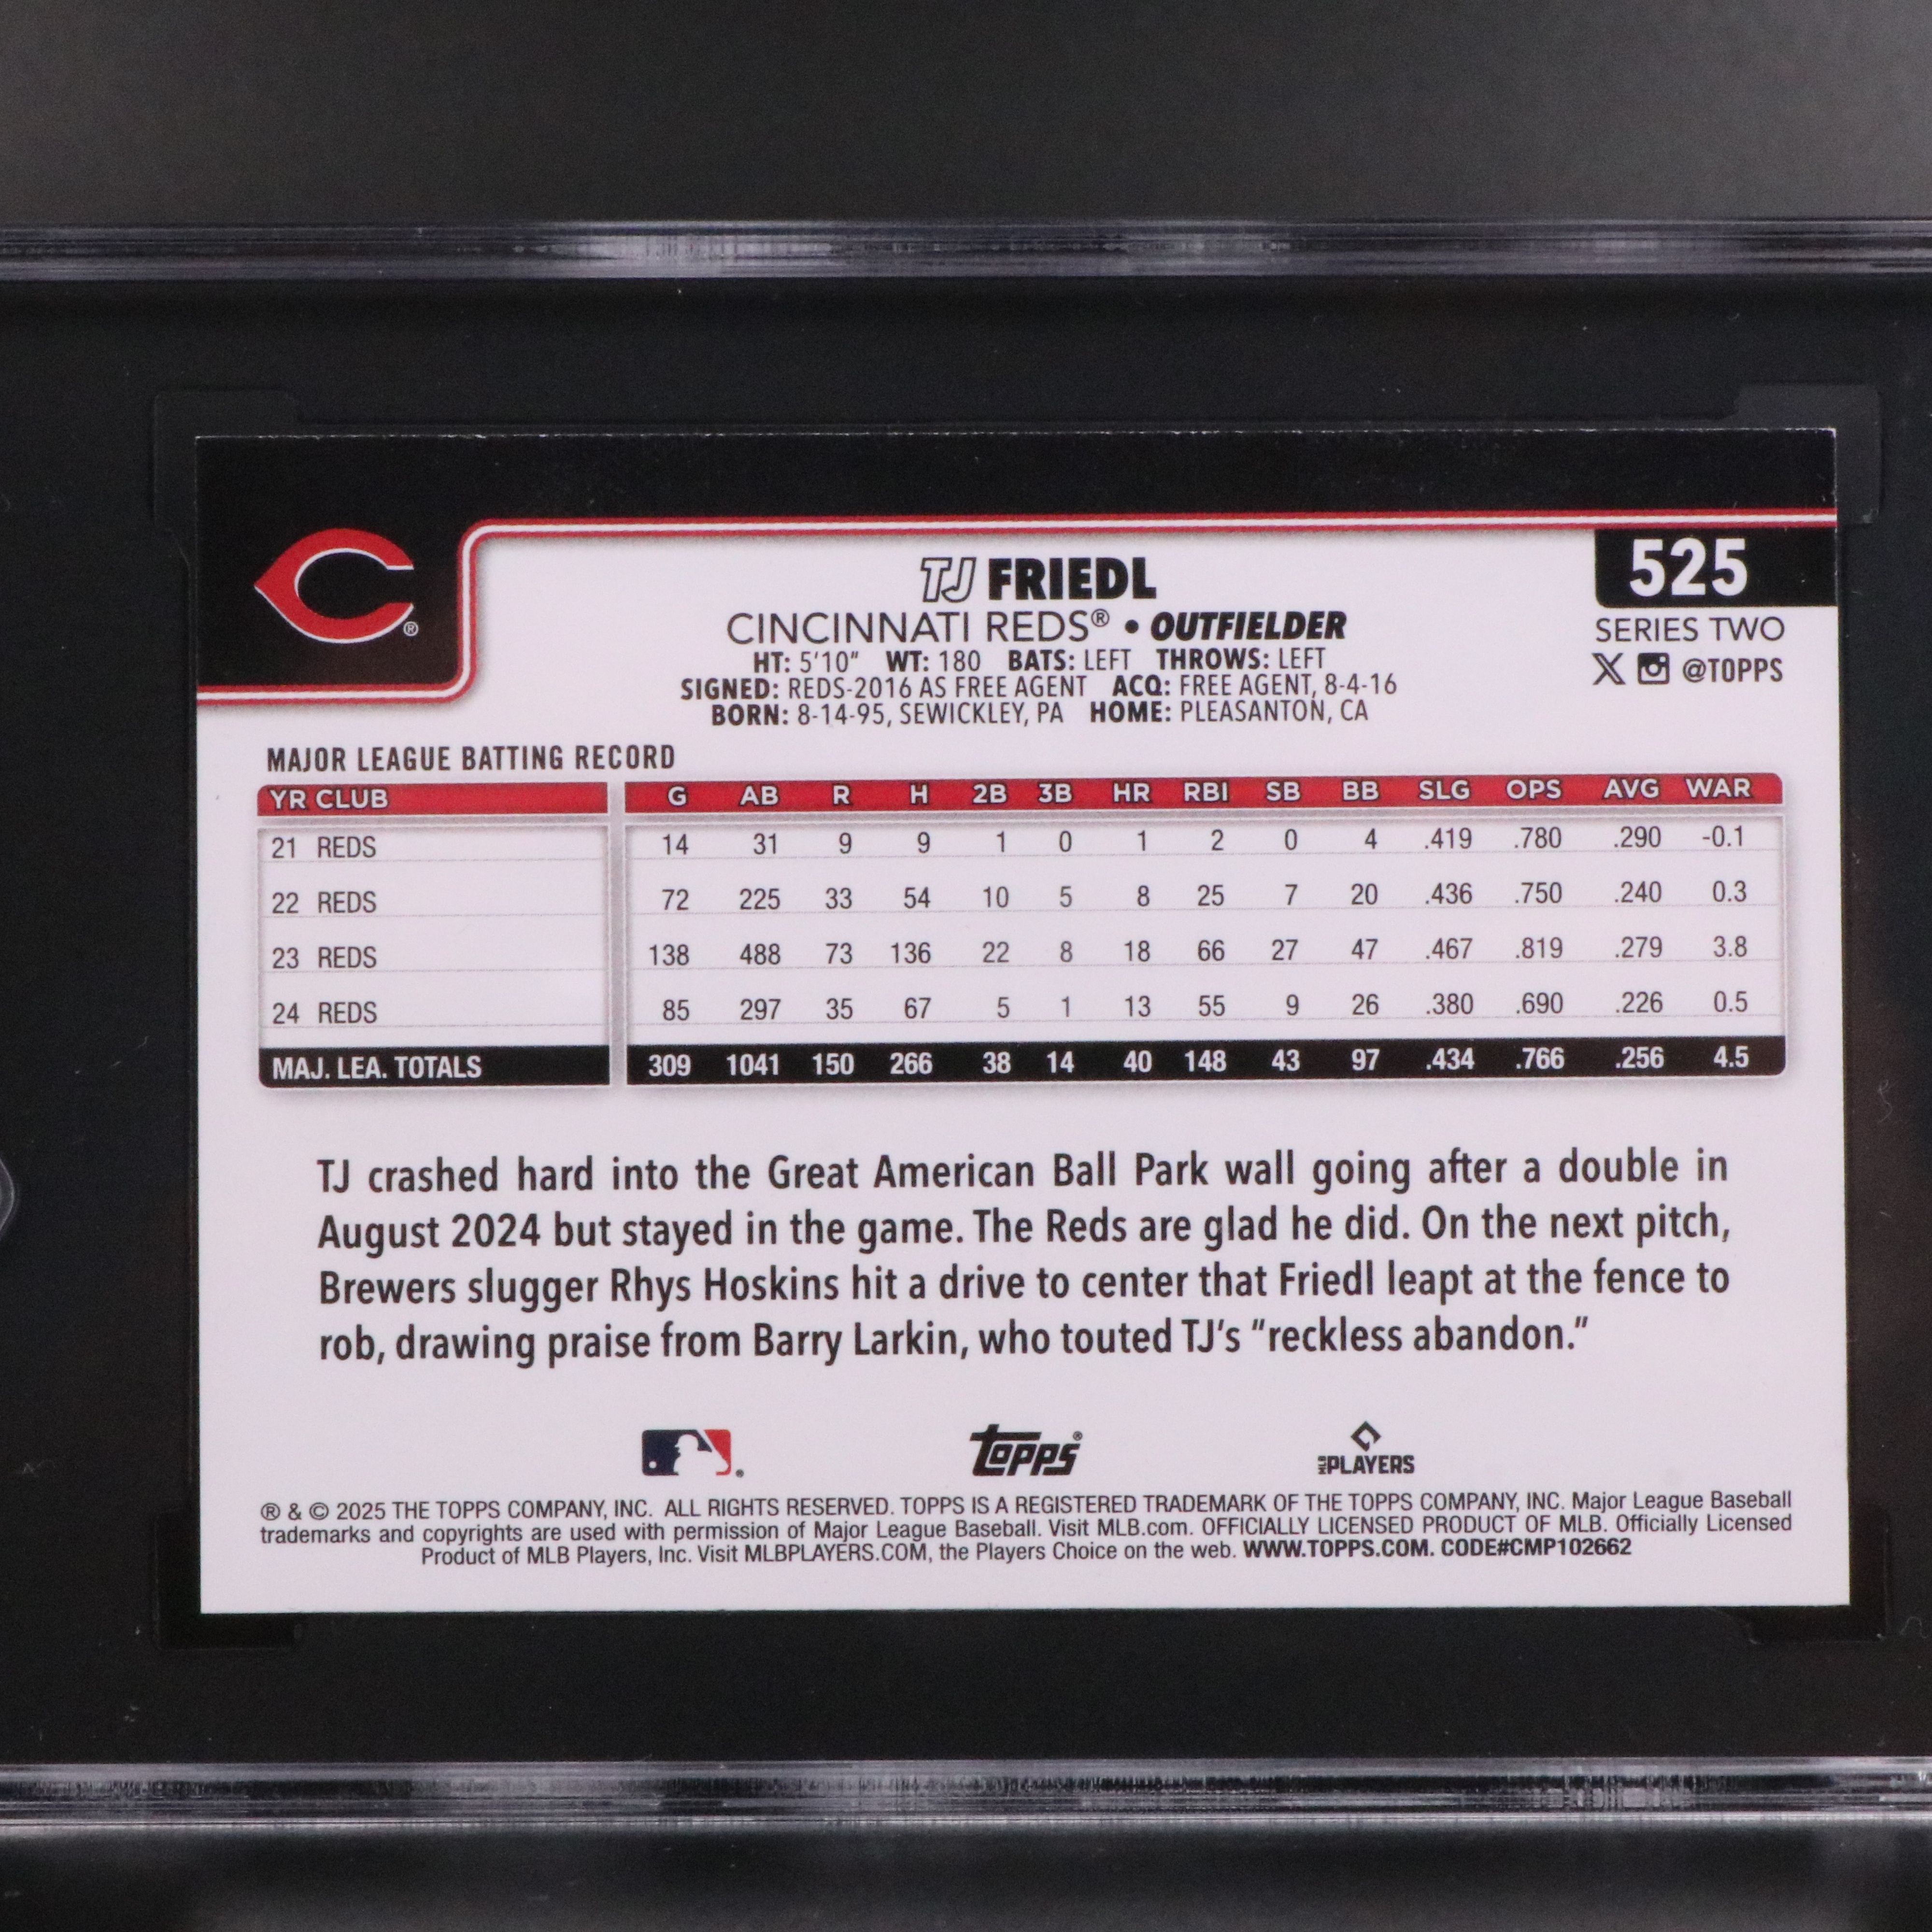 TJ FRIEDL
CINCINNATI REDS® • OUTFIELDER
HT: 5'10" WT: 180 BATS: LEFT THROWS: LEFT
SIGNED: REDS-2016 AS FREE AGENT ACQ: FREE AGENT, 8-4-16
BORN: 8-14-95, SEWICKLEY, PA HOME: PLEASANTON, CA
525
SERIES TWO
@TOPPS
®
MAJOR LEAGUE BATTING RECORD
YR CLUB G AB R H 2B 3B HR RBI SB BB SLG OPS AVG WAR
21 REDS 14 31 9 9 1 0 1 2 0 4 .419 .780 .290 -0.1
22 REDS 72 225 33 54 10 5 8 25 7 20 .436 .750 .240 0.3
23 REDS 138 488 73 136 22 8 18 66 27 47 .467 .819 .279 3.8
24 REDS 85 297 35 67 5 1 13 55 9 26 .380 .690 .226 0.5
MAJ. LEA. TOTALS 309 1041 150 266 38 14 40 148 43 97 .434 .766 .256 4.5
TJ crashed hard into the Great American Ball Park wall going after a double in
August 2024 but stayed in the game. The Reds are glad he did. On the next pitch,
Brewers slugger Rhys Hoskins hit a drive to center that Friedl leapt at the fence to
rob, drawing praise from Barry Larkin, who touted TJ's "reckless abandon."
® topps® MLB PLAYERS
® & © 2025 THE TOPPS COMPANY, INC. ALL RIGHTS RESERVED. TOPPS IS A REGISTERED TRADEMARK OF THE TOPPS COMPANY, INC. Major League Baseball
trademarks and copyrights are used with permission of Major League Baseball. Visit MLB.com. OFFICIALLY LICENSED PRODUCT OF MLB. Officially Licensed
Product of MLB Players, Inc. Visit MLBPLAYERS.COM, the Players Choice on the web. WWW.TOPPS.COM. CODE#CMP102662